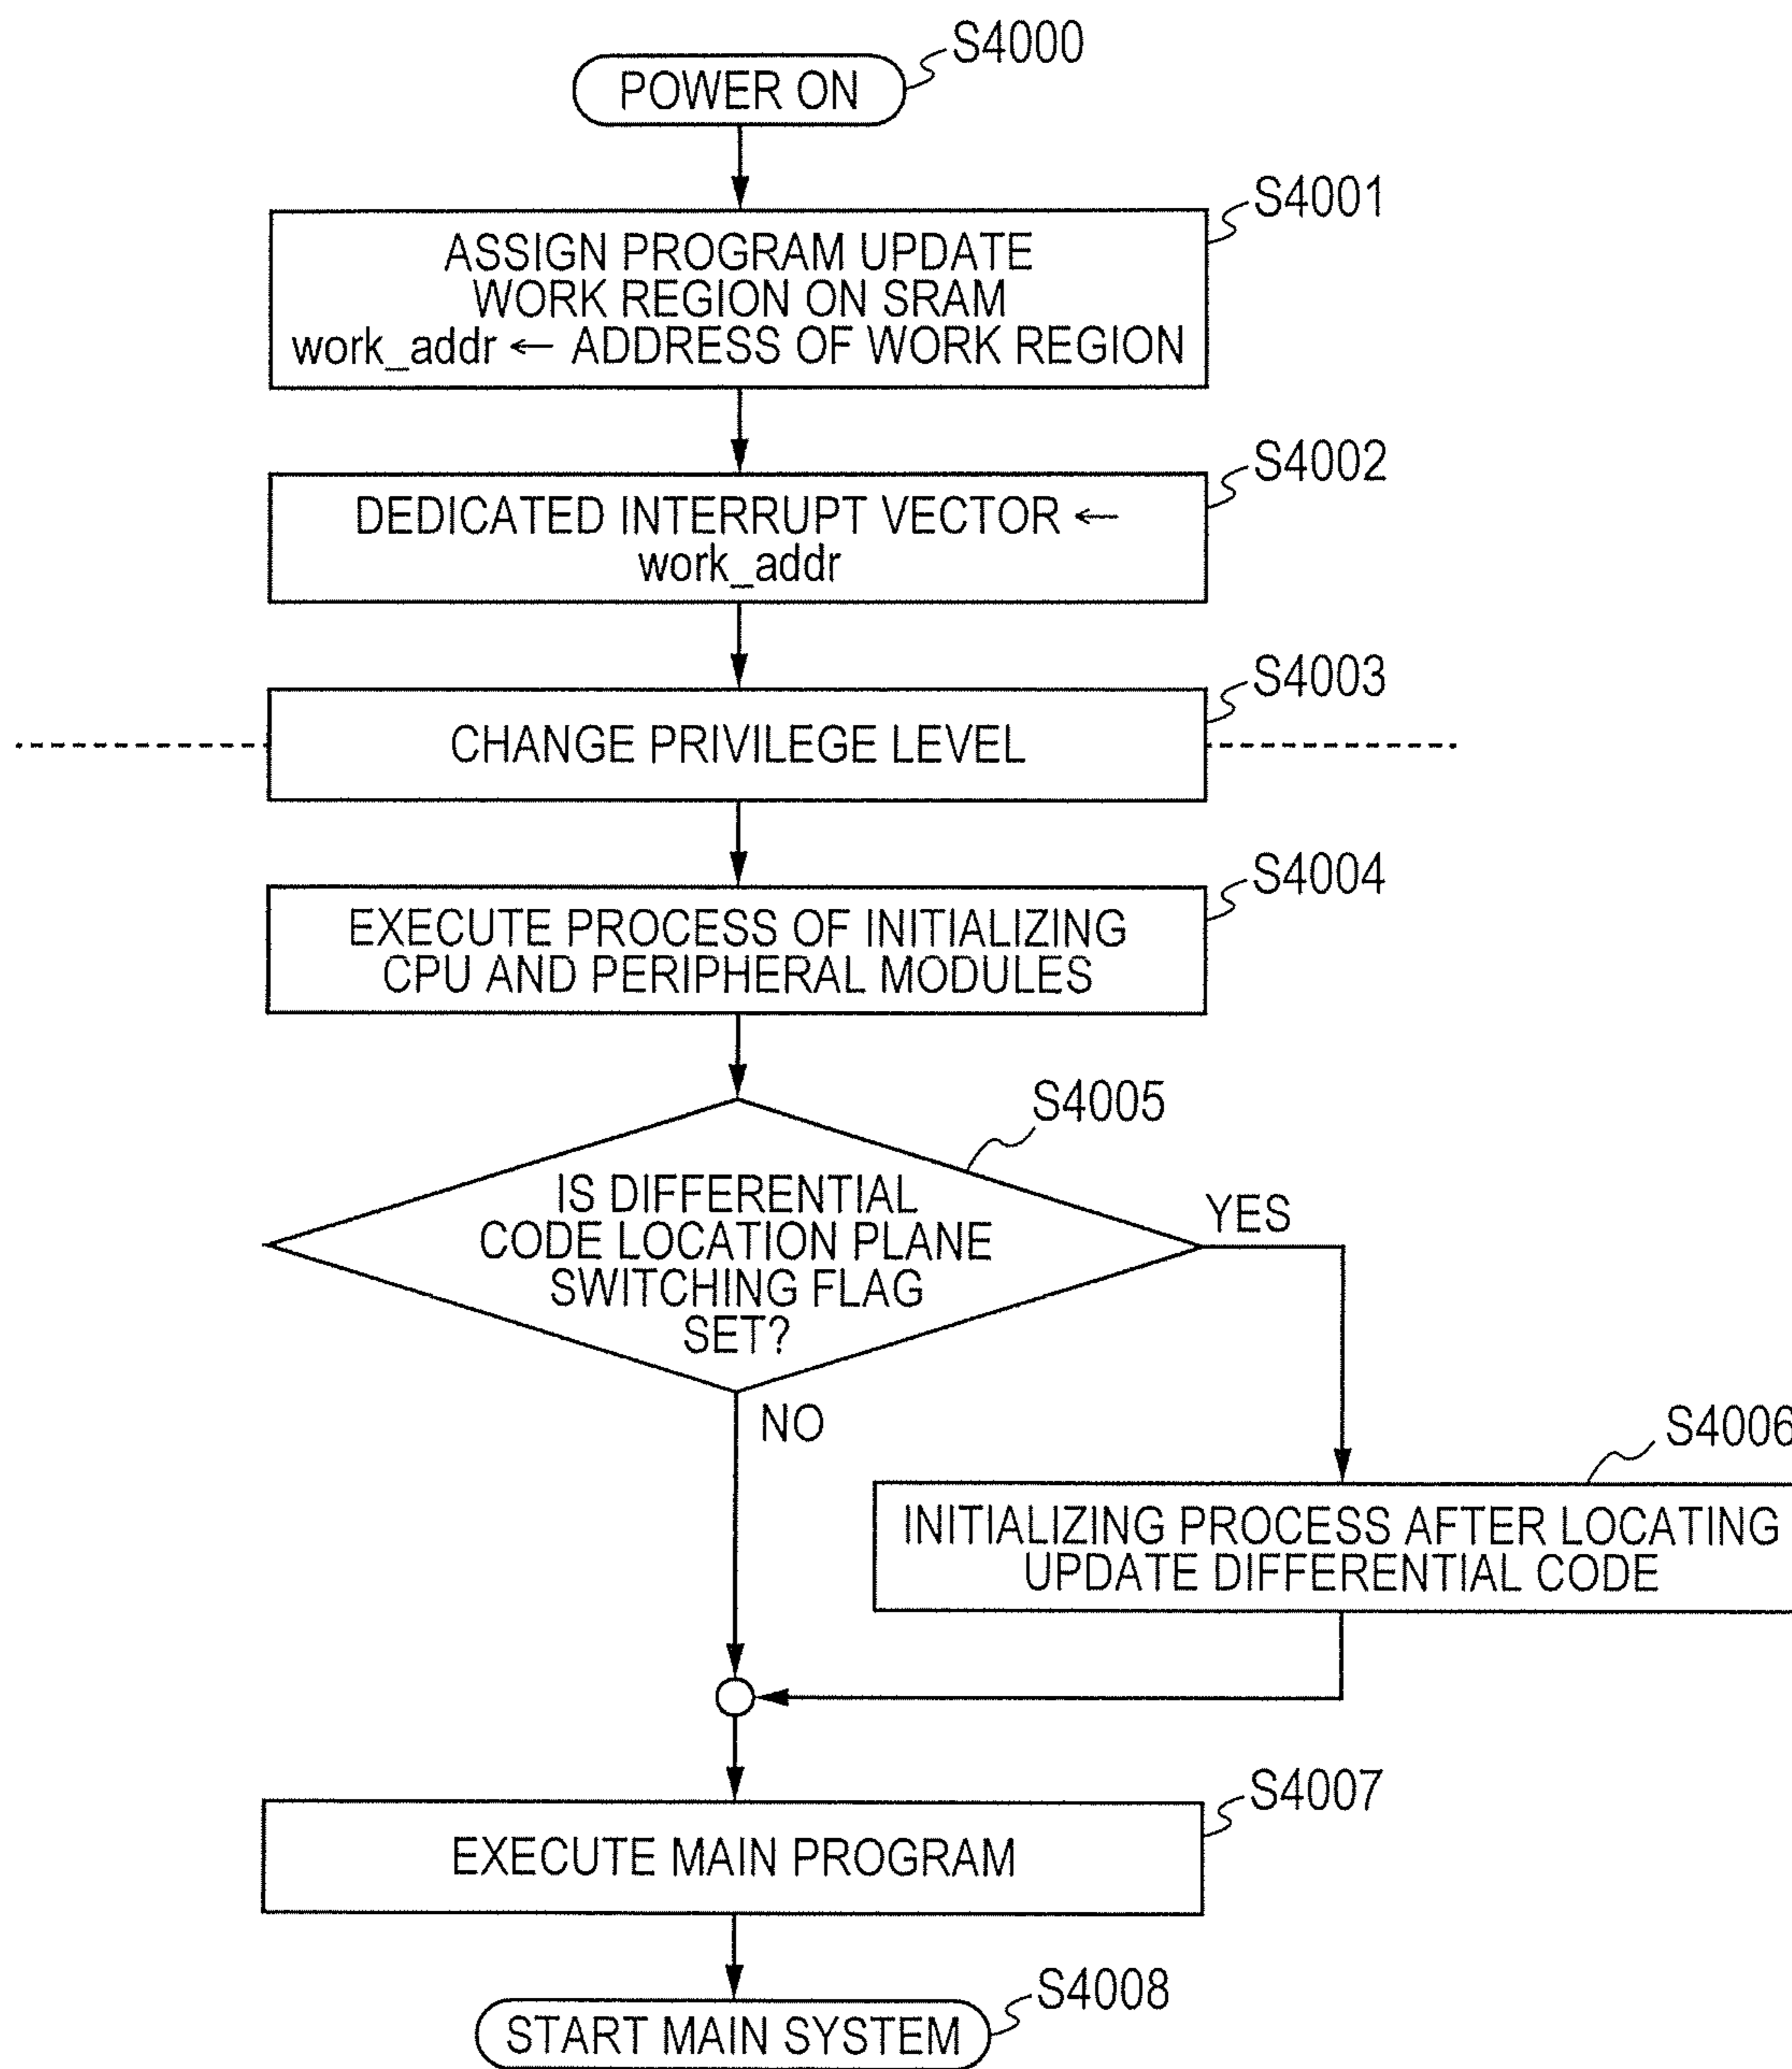 S4000
POWER ON
S4001
ASSIGN PROGRAM UPDATE
WORK REGION ON SRAM
work_addr ← ADDRESS OF WORK REGION
S4002
DEDICATED INTERRUPT VECTOR ←
work_addr
S4003
CHANGE PRIVILEGE LEVEL
S4004
EXECUTE PROCESS OF INITIALIZING
CPU AND PERIPHERAL MODULES
S4005
IS DIFFERENTIAL
CODE LOCATION PLANE
SWITCHING FLAG
SET?
YES
NO
S4006
INITIALIZING PROCESS AFTER LOCATING
UPDATE DIFFERENTIAL CODE
S4007
EXECUTE MAIN PROGRAM
S4008
START MAIN SYSTEM